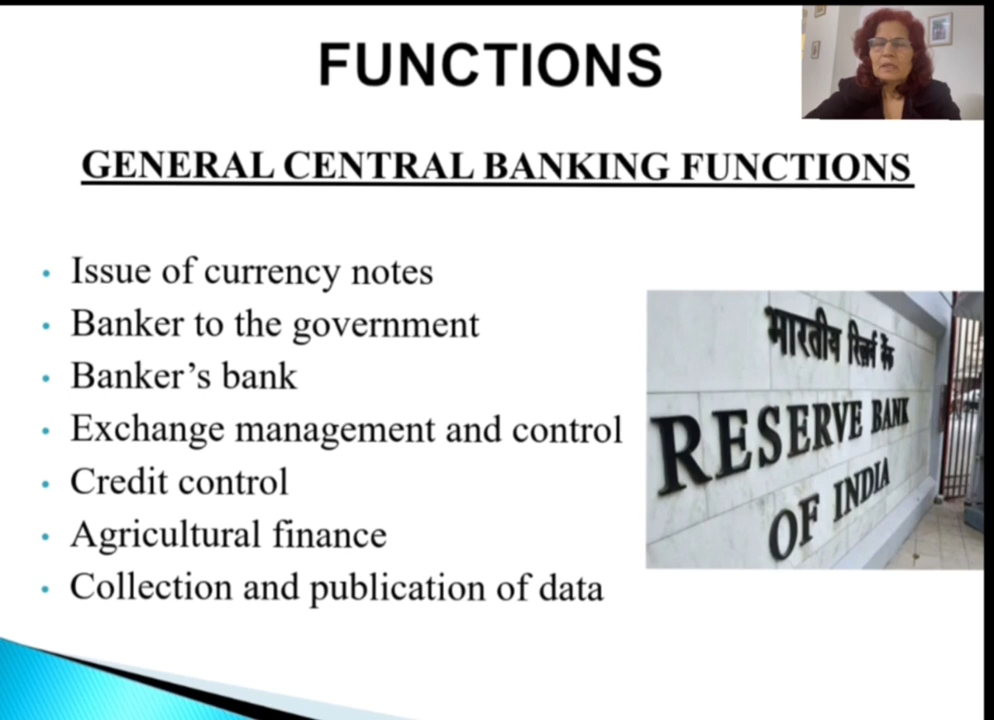 FUNCTIONS
GENERAL CENTRAL BANKING FUNCTIONS
• Issue of currency notes
• Banker to the government
• Banker’s bank
• Exchange management and control
• Credit control
• Agricultural finance
• Collection and publication of data
भारतीय रिज़र्व बैंक
RESERVE BANK
OF INDIA